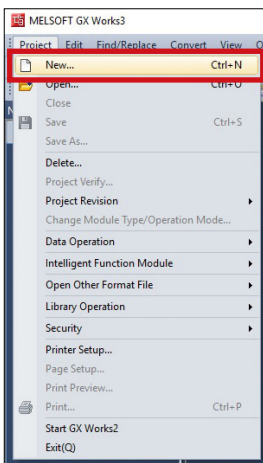 MELSOFT GX Works3
Project Edit Find/Replace Convert View
New... Ctrl+N
Open... Ctrl+O
Close
Save Ctrl+S
Save As...
Delete...
Project Verify...
Project Revision
Change Module Type/Operation Mode...
Data Operation
Intelligent Function Module
Open Other Format File
Library Operation
Security
Printer Setup...
Page Setup...
Print Preview...
Print... Ctrl+P
Start GX Works2
Exit(Q)